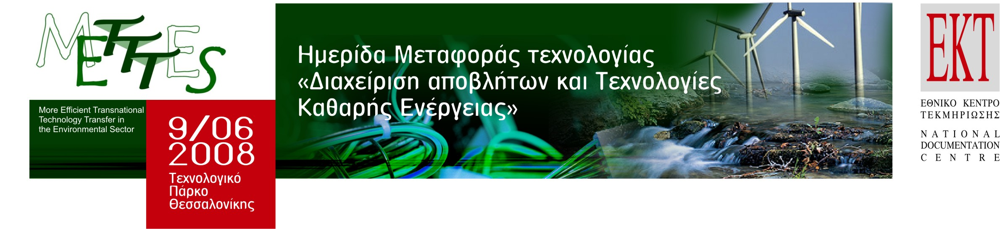 METTTES
More Efficient Transnational
Technology Transfer in
the Environmental Sector
9/06
2008
Τεχνολογικό
Πάρκο
Θεσσαλονίκης
Ημερίδα Μεταφοράς τεχνολογίας
«Διαχείριση αποβλήτων και Τεχνολογίες
Καθαρής Ενέργειας»
ΕΚΤ
ΕΘΝΙΚΟ ΚΕΝΤΡΟ
ΤΕΚΜΗΡΙΩΣΗΣ
NATIONAL
DOCUMENTATION
CENTRE